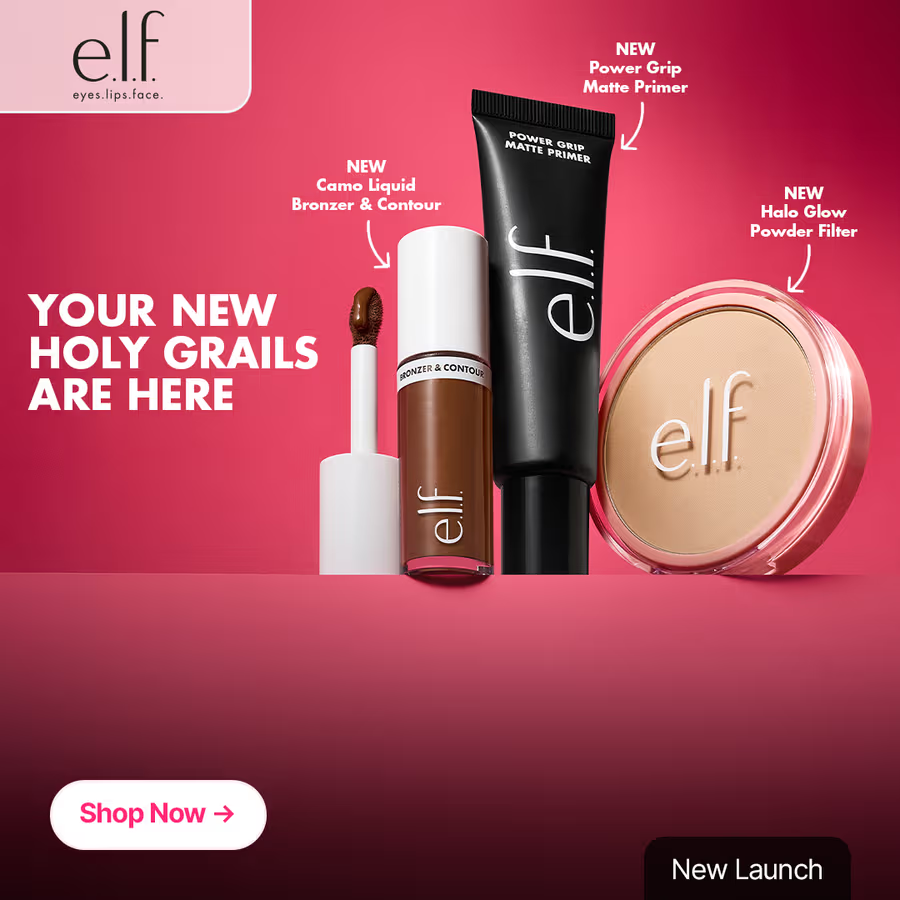 e.l.f.
eyes.lips.face.
NEW
Power Grip
Matte Primer
NEW
Camo Liquid
Bronzer & Contour
NEW
Halo Glow
Powder Filter
YOUR NEW
HOLY GRAILS
ARE HERE
POWER GRIP
MATTE PRIMER
e.l.f.
BRONZER & CONTOUR
e.l.f.
e.l.f.
Shop Now →
New Launch